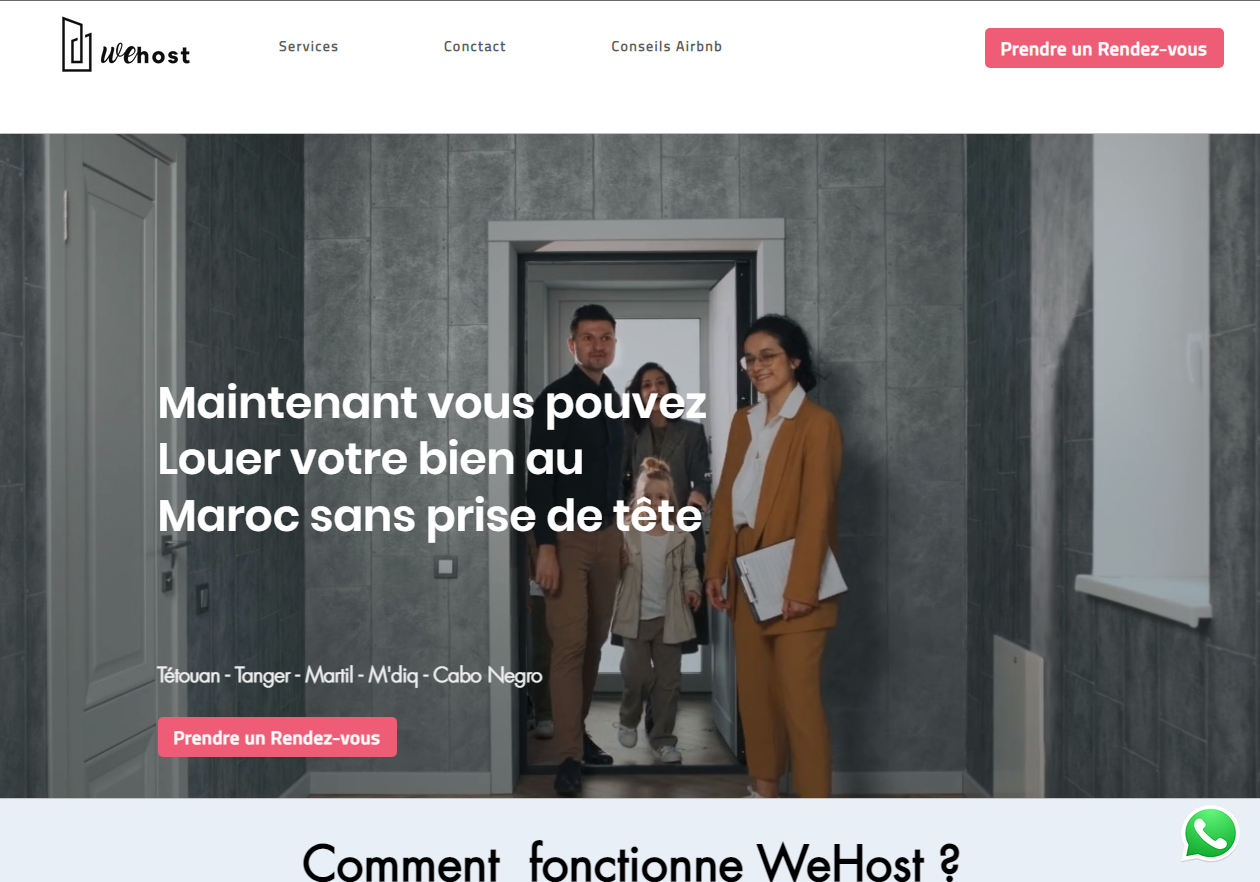 wehost
Services
Conctact
Conseils Airbnb
Prendre un Rendez-vous
Maintenant vous pouvez
Louer votre bien au
Maroc sans prise de tête
Tétouan - Tanger - Martil - M'diq - Cabo Negro
Prendre un Rendez-vous
Comment fonctionne WeHost ?